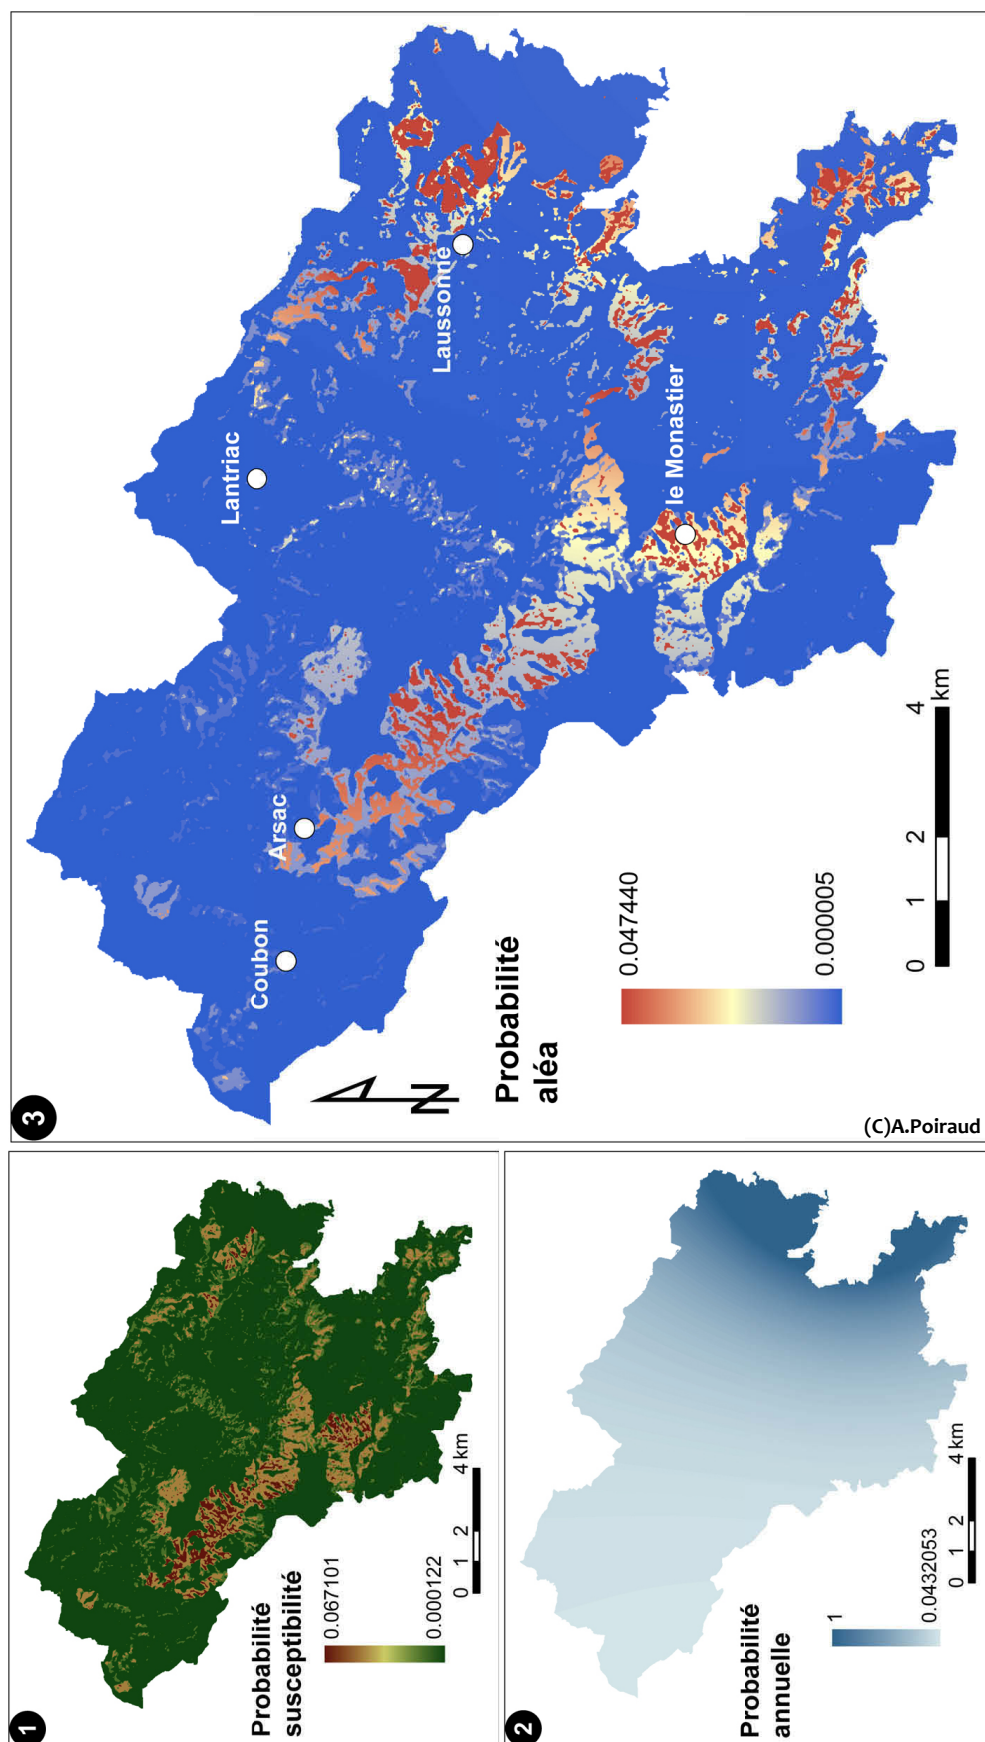 1
Probabilité
susceptibilité
0.067101
0.000122
0 1 2 4 km
2
Probabilité
annuelle
1
0.0432053
0 1 2 4 km
3
Coubon
Arsac
Lantriac
Laussonne
le Monastier
N
Probabilité
aléa
0.047440
0.000005
0 1 2 4 km
(C)A.Poiraud